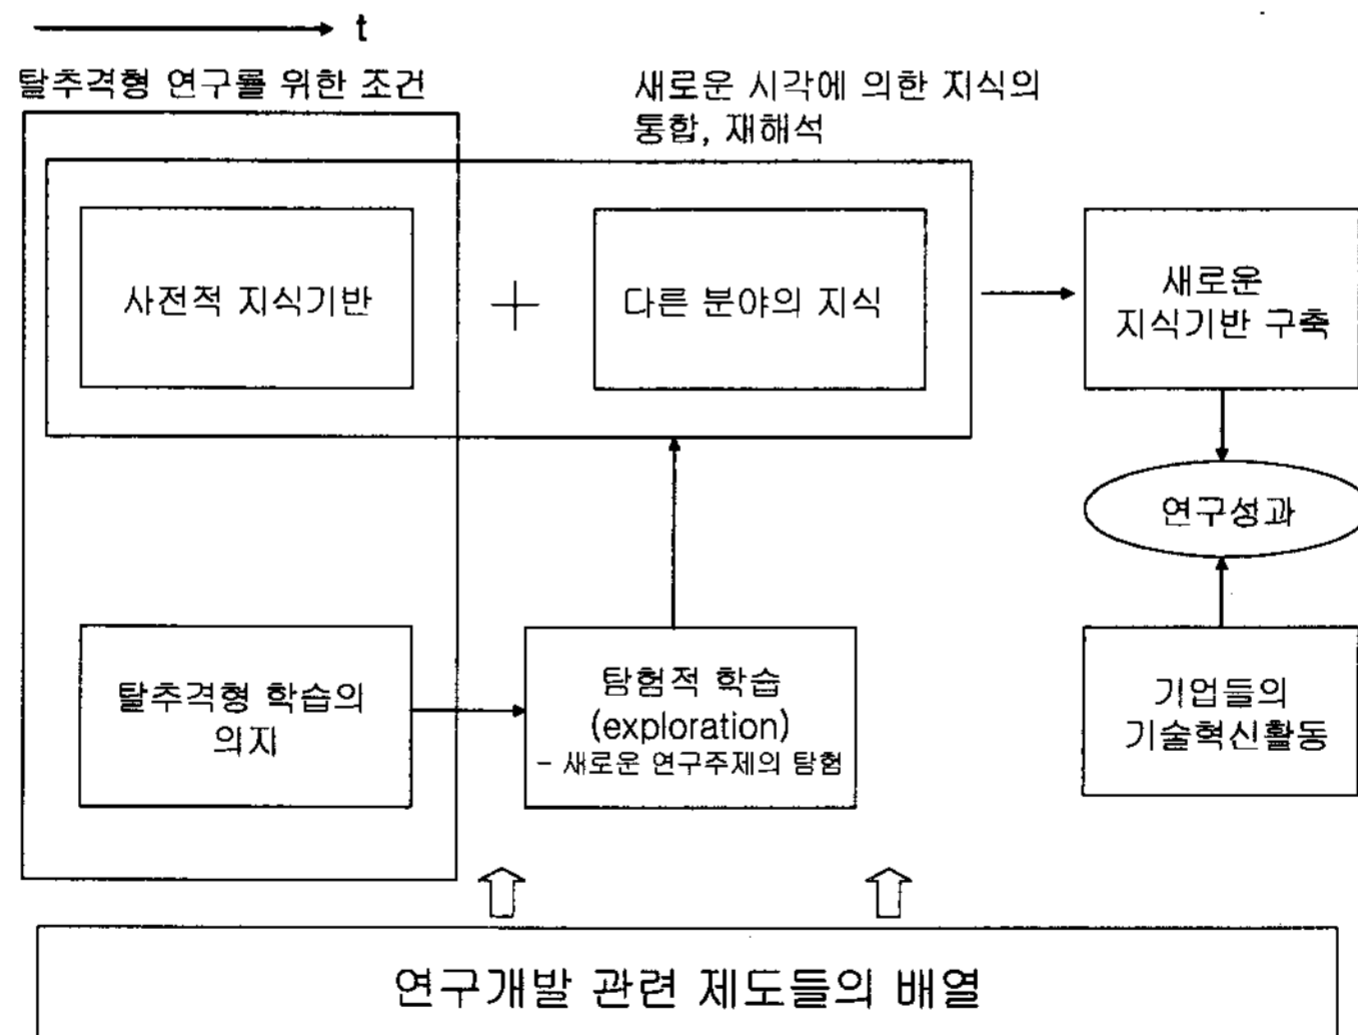 t
탈추격형 연구를 위한 조건
새로운 시각에 의한 지식의
통합, 재해석
사전적 지식기반
+
다른 분야의 지식
새로운
지식기반 구축
연구성과
탈추격형 학습의
의지
탐험적 학습
(exploration)
- 새로운 연구주제의 탐험
기업들의
기술혁신활동
연구개발 관련 제도들의 배열